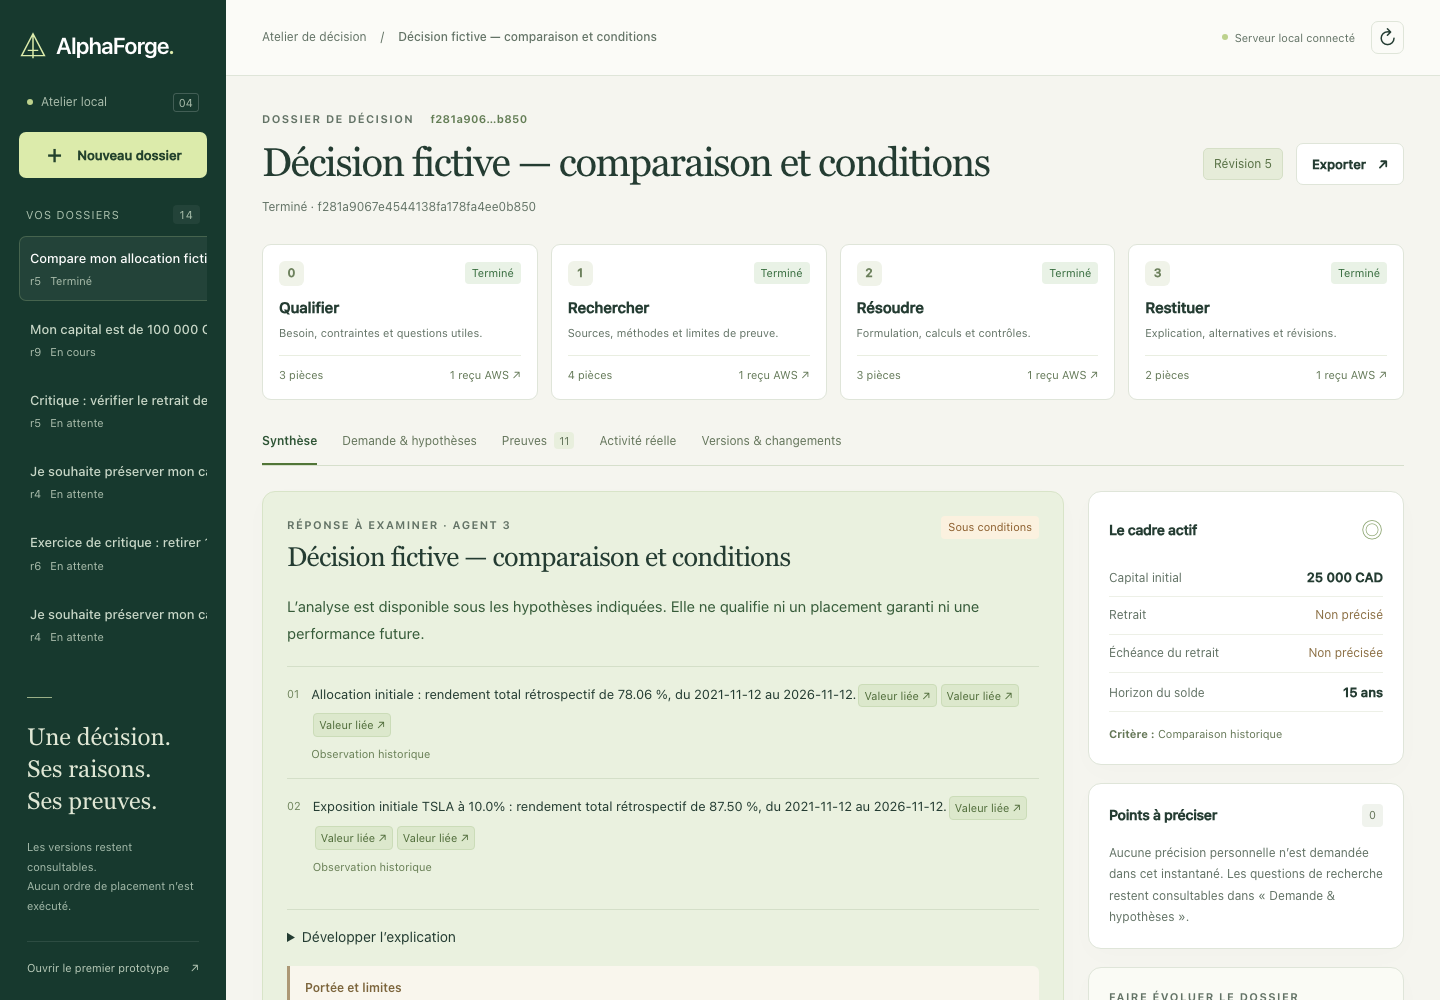 AlphaForge.
Atelier local 04
Nouveau dossier
VOS DOSSIERS 14
Compare mon allocation ficti
r5 Terminé
Mon capital est de 100 000 C
r9 En cours
Critique : vérifier le retrait de
r5 En attente
Je souhaite préserver mon ca
r4 En attente
Exercice de critique : retirer
r6 En attente
Je souhaite préserver mon ca
r4 En attente
Une décision.
Ses raisons.
Ses preuves.
Les versions restent
consultables.
Aucun ordre de placement n'est
exécuté.
Ouvrir le premier prototype ↗
Atelier de décision / Décision fictive — comparaison et conditions
Serveur local connecté
DOSSIER DE DÉCISION f281a906…b850
Décision fictive — comparaison et conditions
Révision 5
Exporter ↗
Terminé · f281a9067e4544138fa178fa4ee0b850
0 Terminé
Qualifier
Besoin, contraintes et questions utiles.
3 pièces 1 reçu AWS ↗
1 Terminé
Rechercher
Sources, méthodes et limites de preuve.
4 pièces 1 reçu AWS ↗
2 Terminé
Résoudre
Formulation, calculs et contrôles.
3 pièces 1 reçu AWS ↗
3 Terminé
Restituer
Explication, alternatives et révisions.
2 pièces 1 reçu AWS ↗
Synthèse Demande & hypothèses Preuves 11 Activité réelle Versions & changements
RÉPONSE À EXAMINER · AGENT 3
Sous conditions
Décision fictive — comparaison et conditions
L'analyse est disponible sous les hypothèses indiquées. Elle ne qualifie ni un placement garanti ni une
performance future.
01 Allocation initiale : rendement total rétrospectif de 78.06 %, du 2021-11-12 au 2026-11-12. Valeur liée ↗ Valeur liée ↗
Valeur liée ↗
Observation historique
02 Exposition initiale TSLA à 10.0% : rendement total rétrospectif de 87.50 %, du 2021-11-12 au 2026-11-12. Valeur liée ↗
Valeur liée ↗ Valeur liée ↗
Observation historique
Développer l'explication
Portée et limites
Le cadre actif
Capital initial 25 000 CAD
Retrait Non précisé
Échéance du retrait Non précisée
Horizon du solde 15 ans
Critère : Comparaison historique
Points à préciser 0
Aucune précision personnelle n'est demandée
dans cet instantané. Les questions de recherche
restent consultables dans « Demande &
hypothèses ».
FAIRE ÉVOLUER LE DOSSIER